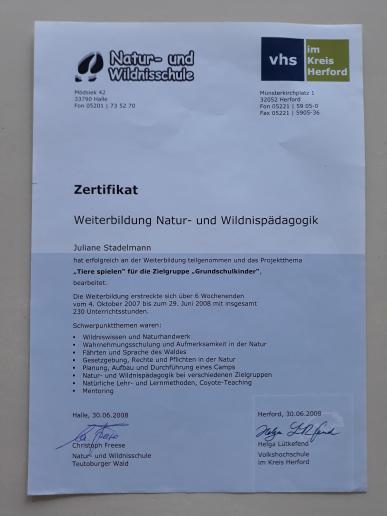 Natur- und
Wildnisschule
Mödsiek 42
33790 Halle
Fon 05201 | 73 52 70
vhs
im
Kreis
Herford
Münsterkirchplatz 1
32052 Herford
Fon 05221 | 59 05-0
Fax 05221 | 5905-36
Zertifikat
Weiterbildung Natur- und Wildnispädagogik
Juliane Stadelmann
hat erfolgreich an der Weiterbildung teilgenommen und das Projektthema
„Tiere spielen" für die Zielgruppe „Grundschulkinder",
bearbeitet.
Die Weiterbildung erstreckte sich über 6 Wochenenden
vom 4. Oktober 2007 bis zum 29. Juni 2008 mit insgesamt
230 Unterrichtsstunden.
Schwerpunktthemen waren:
• Wildniswissen und Naturhandwerk
• Wahrnehmungsschulung und Aufmerksamkeit in der Natur
• Fährten und Sprache des Waldes
• Gesetzgebung, Rechte und Pflichten in der Natur
• Planung, Aufbau und Durchführung eines Camps
• Natur- und Wildnispädagogik bei verschiedenen Zielgruppen
• Natürliche Lehr- und Lernmethoden, Coyote-Teaching
• Mentoring
Halle, 30.06.2008
Christoph Freese
Natur- und Wildnisschule
Teutoburger Wald
Herford, 30.06.2008
Helga Lütkefend
Helga Lütkefend
Volkshochschule
im Kreis Herford